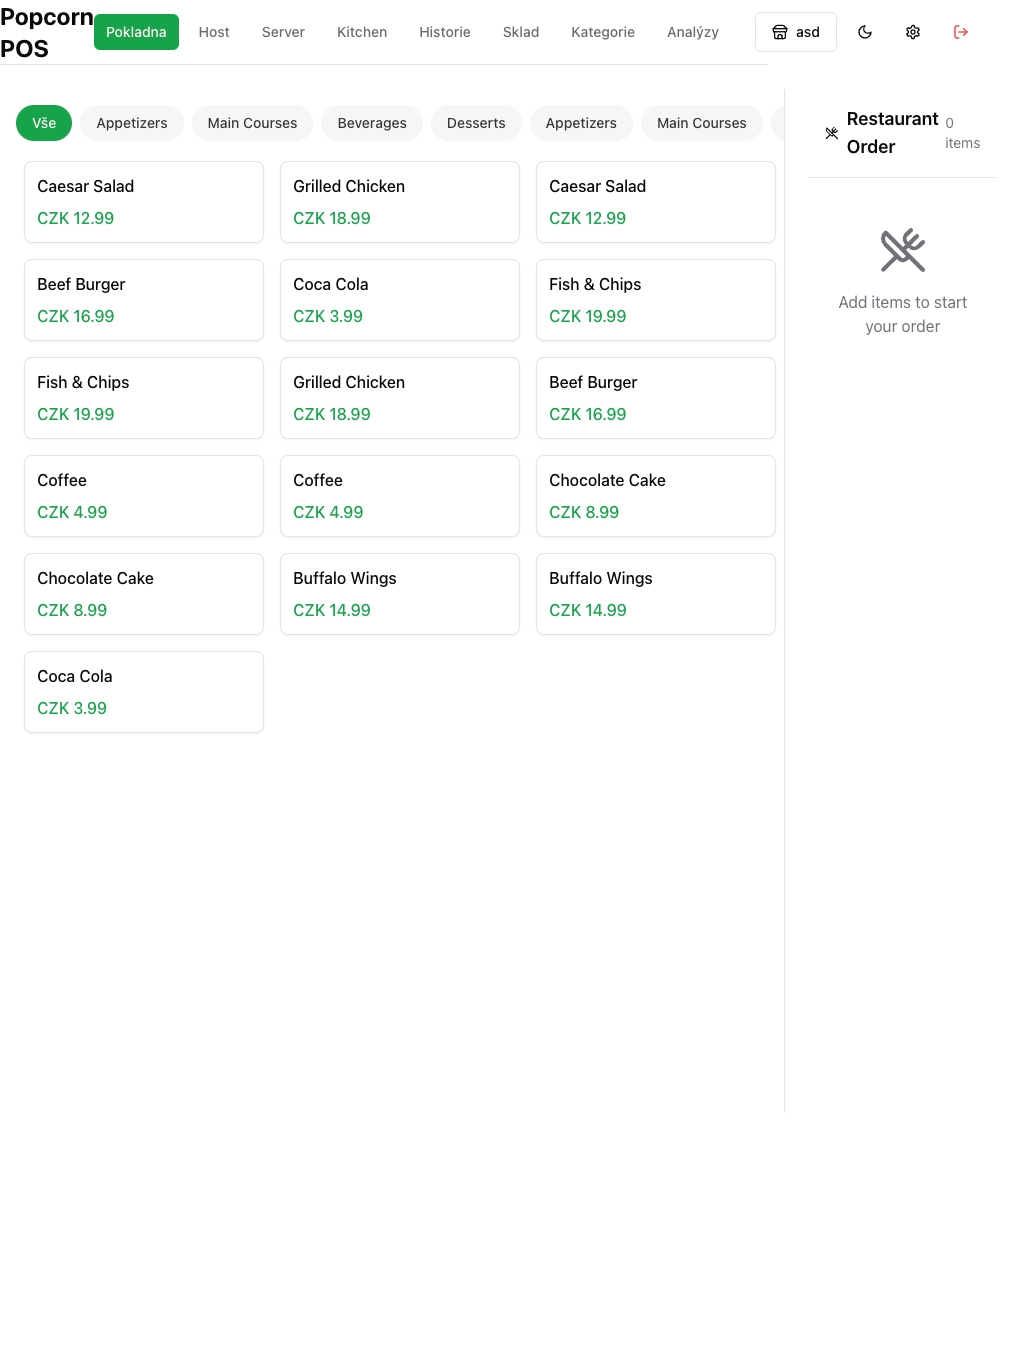 Popcorn POS
Pokladna Host Server Kitchen Historie Sklad Kategorie Analýzy asd
Vše Appetizers Main Courses Beverages Desserts Appetizers Main Courses
Restaurant Order 0 items
Caesar Salad
CZK 12.99
Grilled Chicken
CZK 18.99
Caesar Salad
CZK 12.99
Beef Burger
CZK 16.99
Coca Cola
CZK 3.99
Fish & Chips
CZK 19.99
Fish & Chips
CZK 19.99
Grilled Chicken
CZK 18.99
Beef Burger
CZK 16.99
Coffee
CZK 4.99
Coffee
CZK 4.99
Chocolate Cake
CZK 8.99
Chocolate Cake
CZK 8.99
Buffalo Wings
CZK 14.99
Buffalo Wings
CZK 14.99
Coca Cola
CZK 3.99
Add items to start
your order